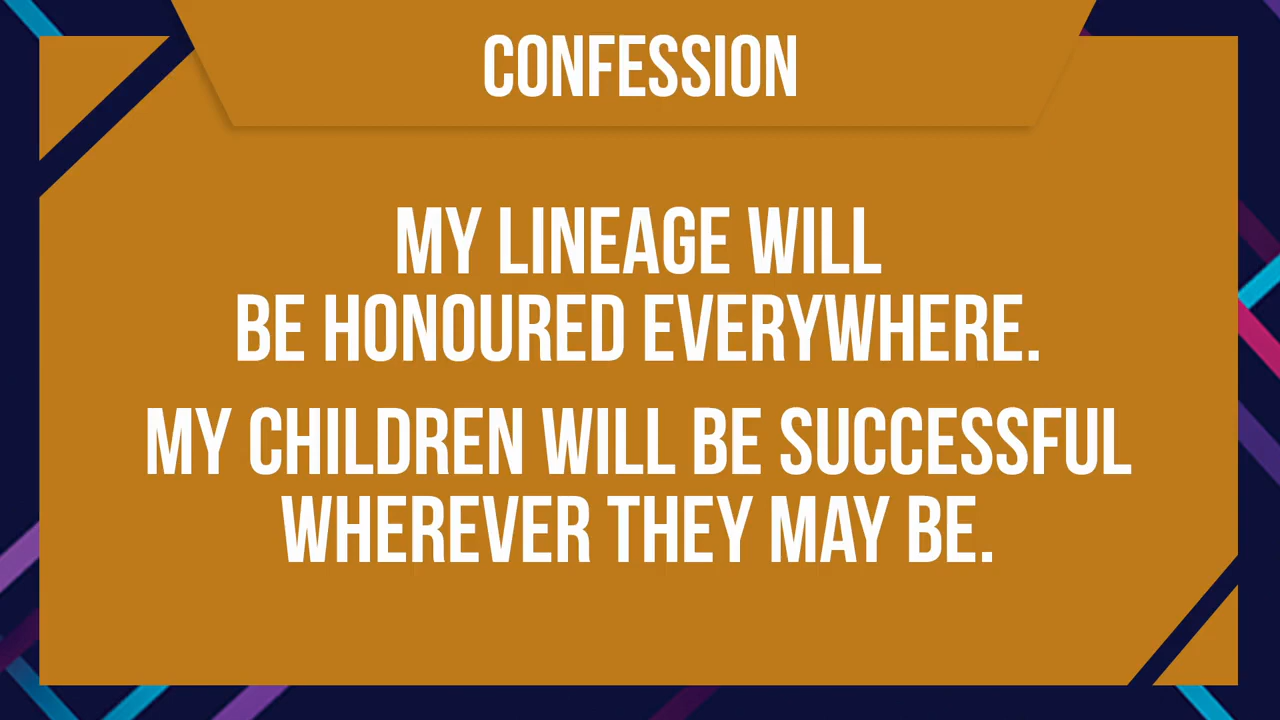 CONFESSION
MY LINEAGE WILL
BE HONOURED EVERYWHERE.
MY CHILDREN WILL BE SUCCESSFUL
WHEREVER THEY MAY BE.